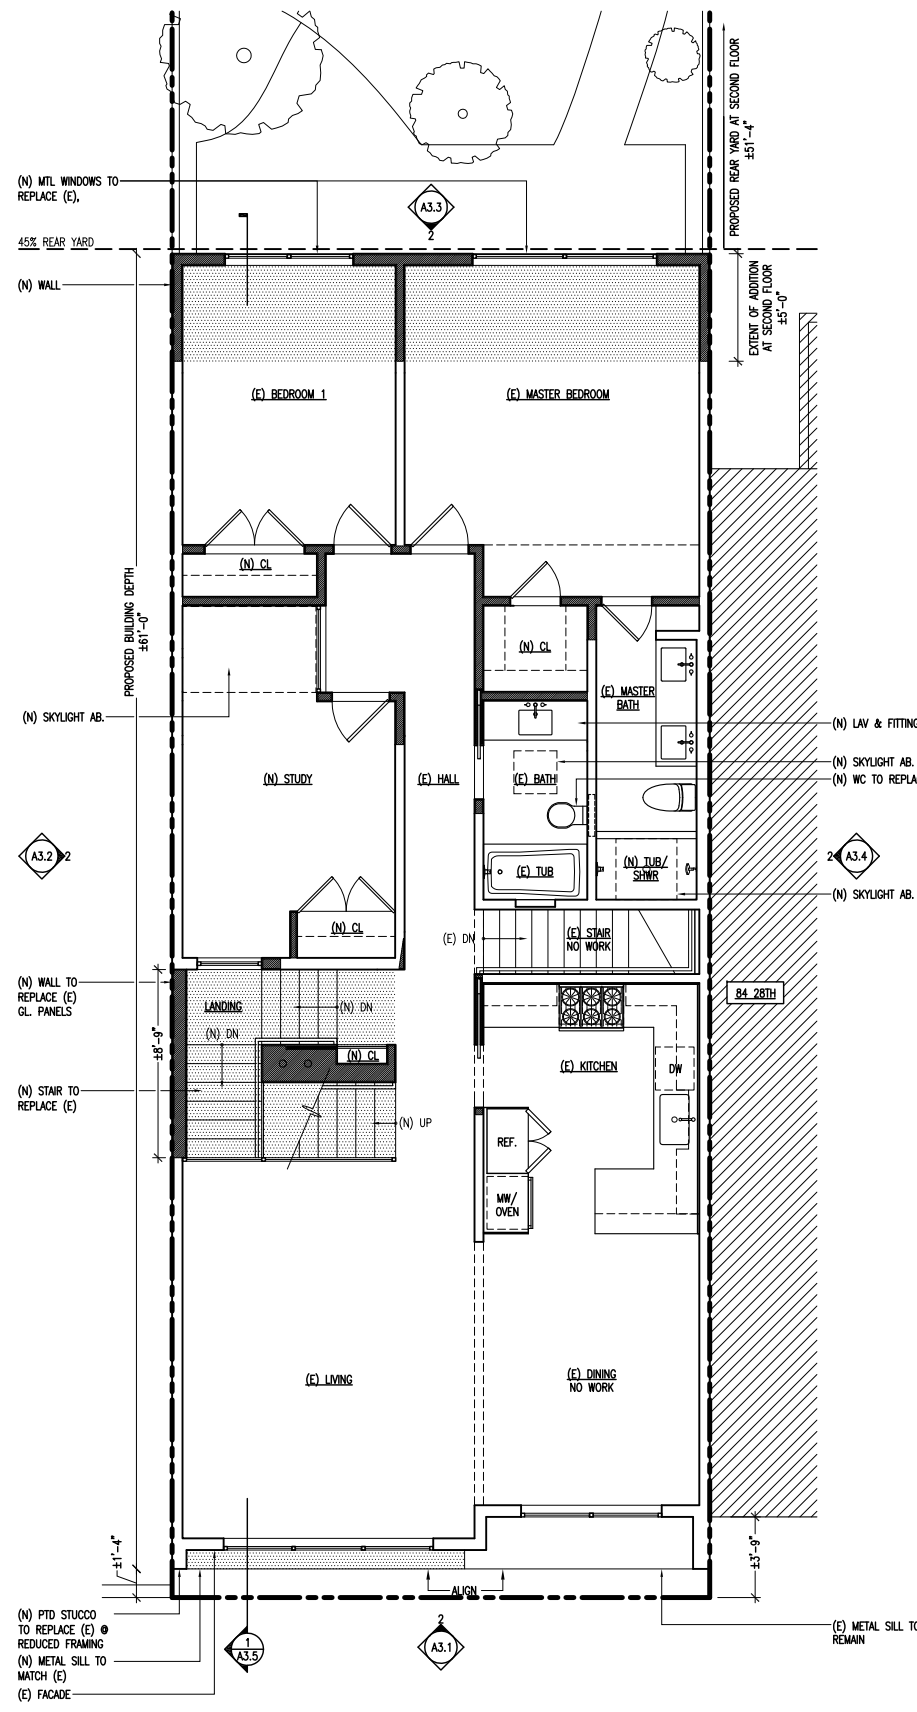 PROPOSED REAR YARD AT SECOND FLOOR
±51'-4"
(N) MTL WINDOWS TO
REPLACE (E),
A3.3
2
45% REAR YARD
(N) WALL
EXTENT OF ADDITION
AT SECOND FLOOR
±5'-0"
(E) BEDROOM 1
(E) MASTER BEDROOM
(N) CL
PROPOSED BUILDING DEPTH
±61'-0"
(N) CL
(E) MASTER
BATH
(N) SKYLIGHT AB.
(N) LAV & FITTING
(N) SKYLIGHT AB.
(N) WC TO REPLA
(N) STUDY
(E) HALL
(E) BATH
A3.2
2
2
A3.4
(E) TUB
(N) TUB/
SHWR
(N) SKYLIGHT AB.
(N) CL
(E) DN
(E) STAIR
NO WORK
(N) WALL TO
REPLACE (E)
GL. PANELS
LANDING
(N) DN
84 28TH
(N) DN
±8'-9"
(N) CL
(E) KITCHEN
DW
(N) STAIR TO
REPLACE (E)
(N) UP
REF.
MW/
OVEN
(E) LIVING
(E) DINING
NO WORK
±1'-4"
±3'-9"
ALIGN
(N) PTD STUCCO
TO REPLACE (E) @
REDUCED FRAMING
(N) METAL SILL TO
MATCH (E)
(E) FACADE
1
A3.5
2
A3.1
(E) METAL SILL TO
REMAIN